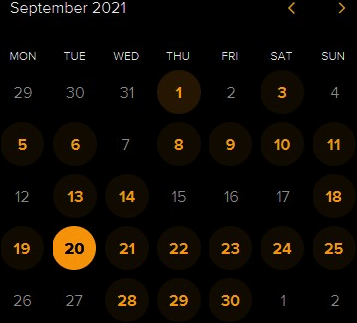 September 2021
MON TUE WED THU FRI SAT SUN
29 30 31 1 2 3 4
5 6 7 8 9 10 11
12 13 14 15 16 17 18
19 20 21 22 23 24 25
26 27 28 29 30 1 2